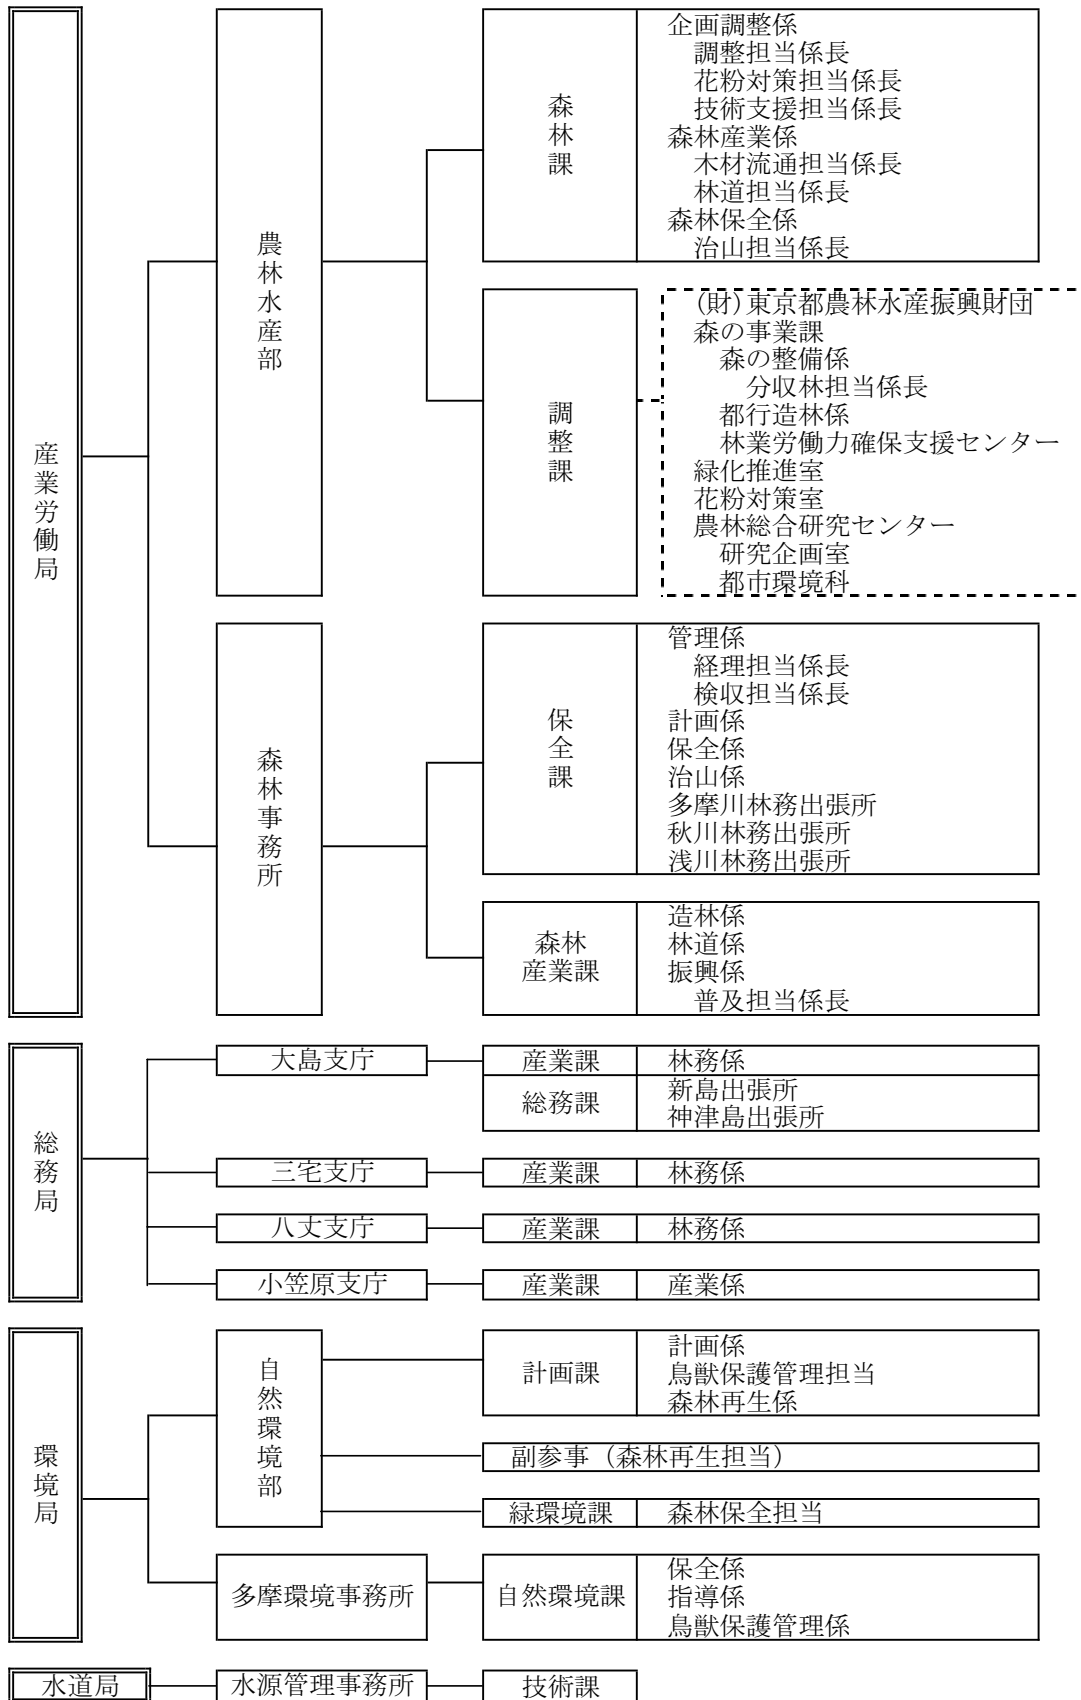 産業労働局
農林水産部
森林課
企画調整係
調整担当係長
花粉対策担当係長
技術支援担当係長
森林産業係
木材流通担当係長
林道担当係長
森林保全係
治山担当係長
調整課
(財)東京都農林水産振興財団
森の事業課
森の整備係
分収林担当係長
都行造林係
林業労働力確保支援センター
緑化推進室
花粉対策室
農林総合研究センター
研究企画室
都市環境科
森林事務所
保全課
管理係
経理担当係長
検収担当係長
計画係
保全係
治山係
多摩川林務出張所
秋川林務出張所
浅川林務出張所
森林
産業課
造林係
林道係
振興係
普及担当係長
総務局
大島支庁
産業課
林務係
総務課
新島出張所
神津島出張所
三宅支庁
産業課
林務係
八丈支庁
産業課
林務係
小笠原支庁
産業課
産業係
環境局
自然環境部
計画課
計画係
鳥獣保護管理担当
森林再生係
副参事（森林再生担当）
緑環境課
森林保全担当
多摩環境事務所
自然環境課
保全係
指導係
鳥獣保護管理係
水道局
水源管理事務所
技術課